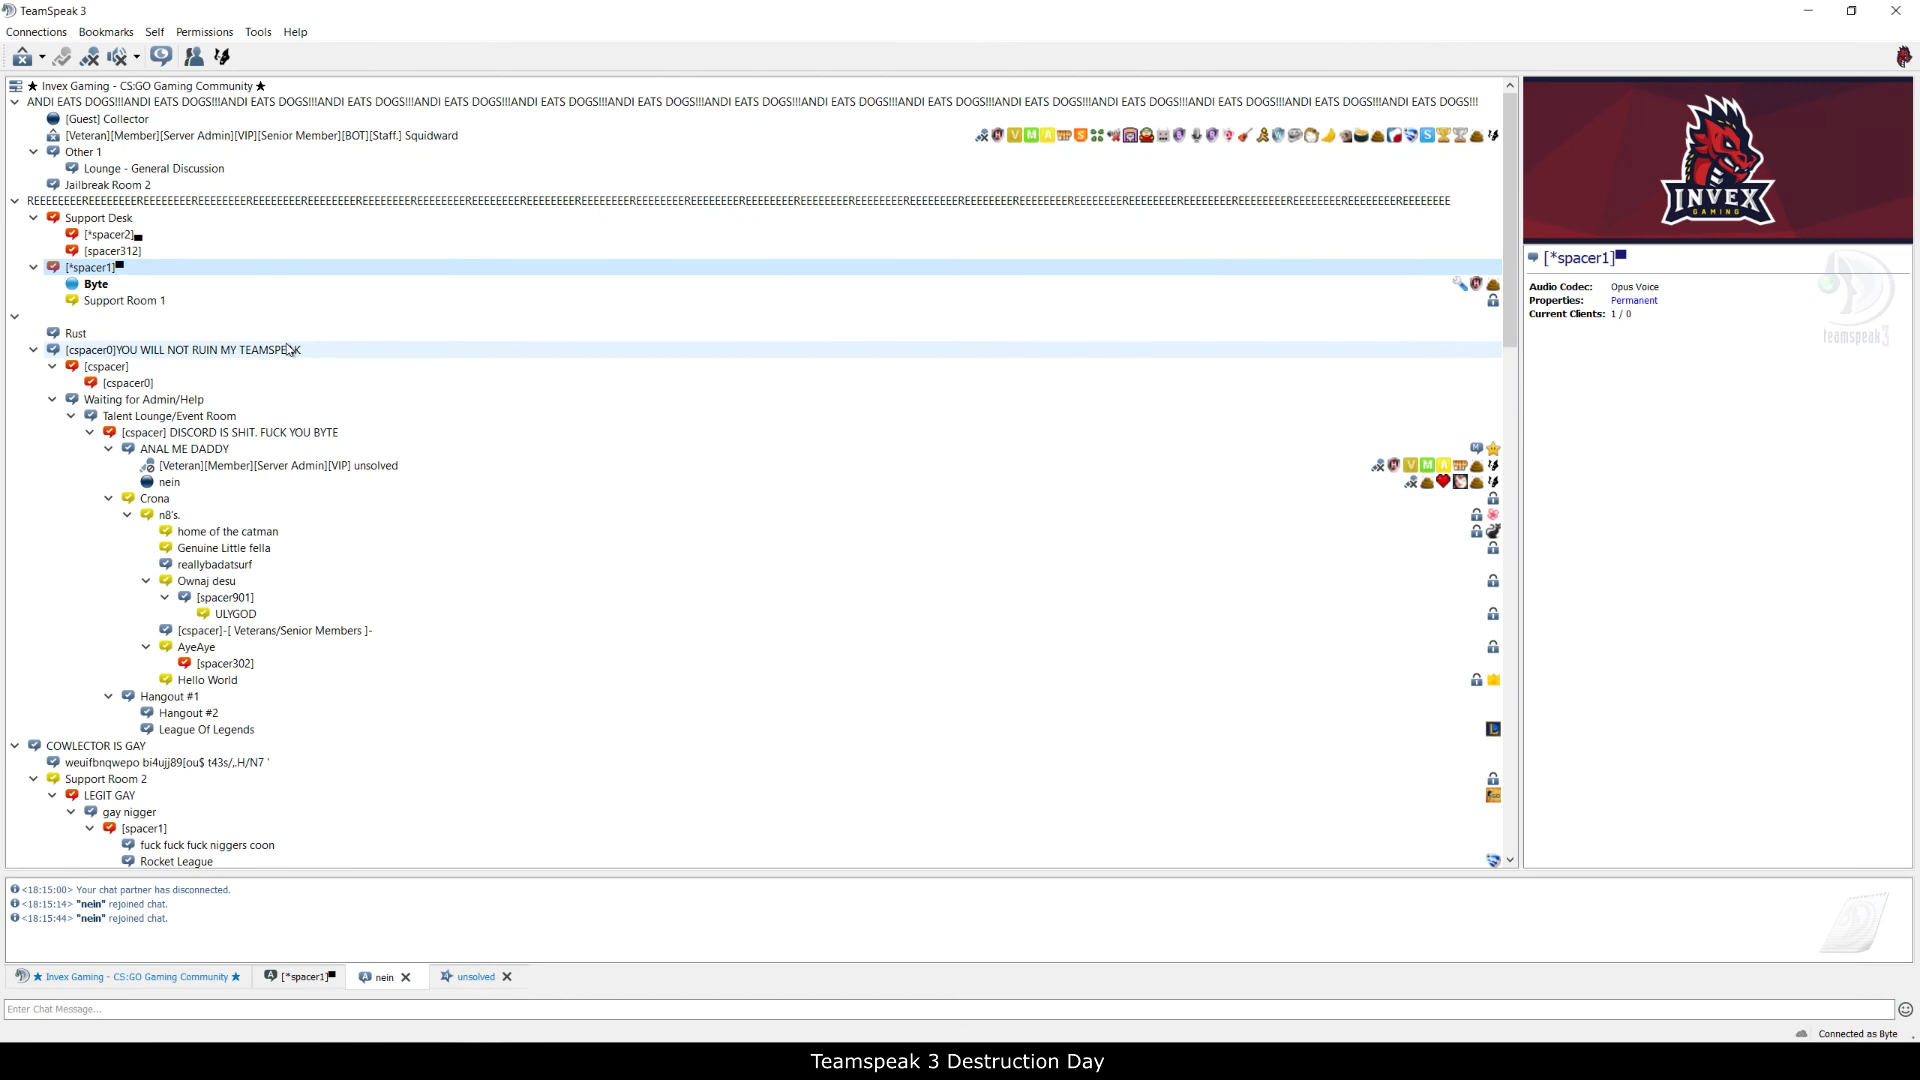 TeamSpeak 3
Connections Bookmarks Self Permissions Tools Help
★ Invex Gaming - CS:GO Gaming Community ★
ANDI EATS DOGS!!!ANDI EATS DOGS!!!ANDI EATS DOGS!!!ANDI EATS DOGS!!!ANDI EATS DOGS!!!ANDI EATS DOGS!!!ANDI EATS DOGS!!!ANDI EATS DOGS!!!ANDI EATS DOGS!!!ANDI EATS DOGS!!!ANDI EATS DOGS!!!ANDI EATS DOGS!!!ANDI EATS DOGS!!!ANDI EATS DOGS!!!ANDI EATS DOGS!!!
[Guest] Collector
[Veteran][Member][Server Admin][VIP][Senior Member][BOT][Staff.] Squidward
Other 1
Lounge - General Discussion
Jailbreak Room 2
Support Desk
[*spacer2]▄
[spacer312]
[*spacer1]▀
Byte
Support Room 1
Rust
[cspacer0]YOU WILL NOT RUIN MY TEAMSPEAK
[cspacer]
[cspacer0]
Waiting for Admin/Help
Talent Lounge/Event Room
[cspacer] DISCORD IS SHIT. FUCK YOU BYTE
ANAL ME DADDY
[Veteran][Member][Server Admin][VIP] unsolved
nein
Crona
n8's.
home of the catman
Genuine Little fella
reallybadatsurf
Ownaj desu
[spacer901]
ULYGOD
[cspacer]-[ Veterans/Senior Members ]-
AyeAye
[spacer302]
Hello World
Hangout #1
Hangout #2
League Of Legends
COWLECTOR IS GAY
weuifbnqwepo bi4ujj89[ou$ t43s/,.H/N7 '
Support Room 2
LEGIT GAY
gay nigger
[spacer1]
fuck fuck fuck niggers coon
Rocket League
INVEX
GAMING
[*spacer1]▀
Audio Codec: Opus Voice
Properties: Permanent
Current Clients: 1 / 0
teamspeak3
<18:15:00> Your chat partner has disconnected.
<18:15:14> "nein" rejoined chat.
<18:15:44> "nein" rejoined chat.
★ Invex Gaming - CS:GO Gaming Community ★ [*spacer1]▀ nein unsolved
Enter Chat Message...
Connected as Byte
Teamspeak 3 Destruction Day